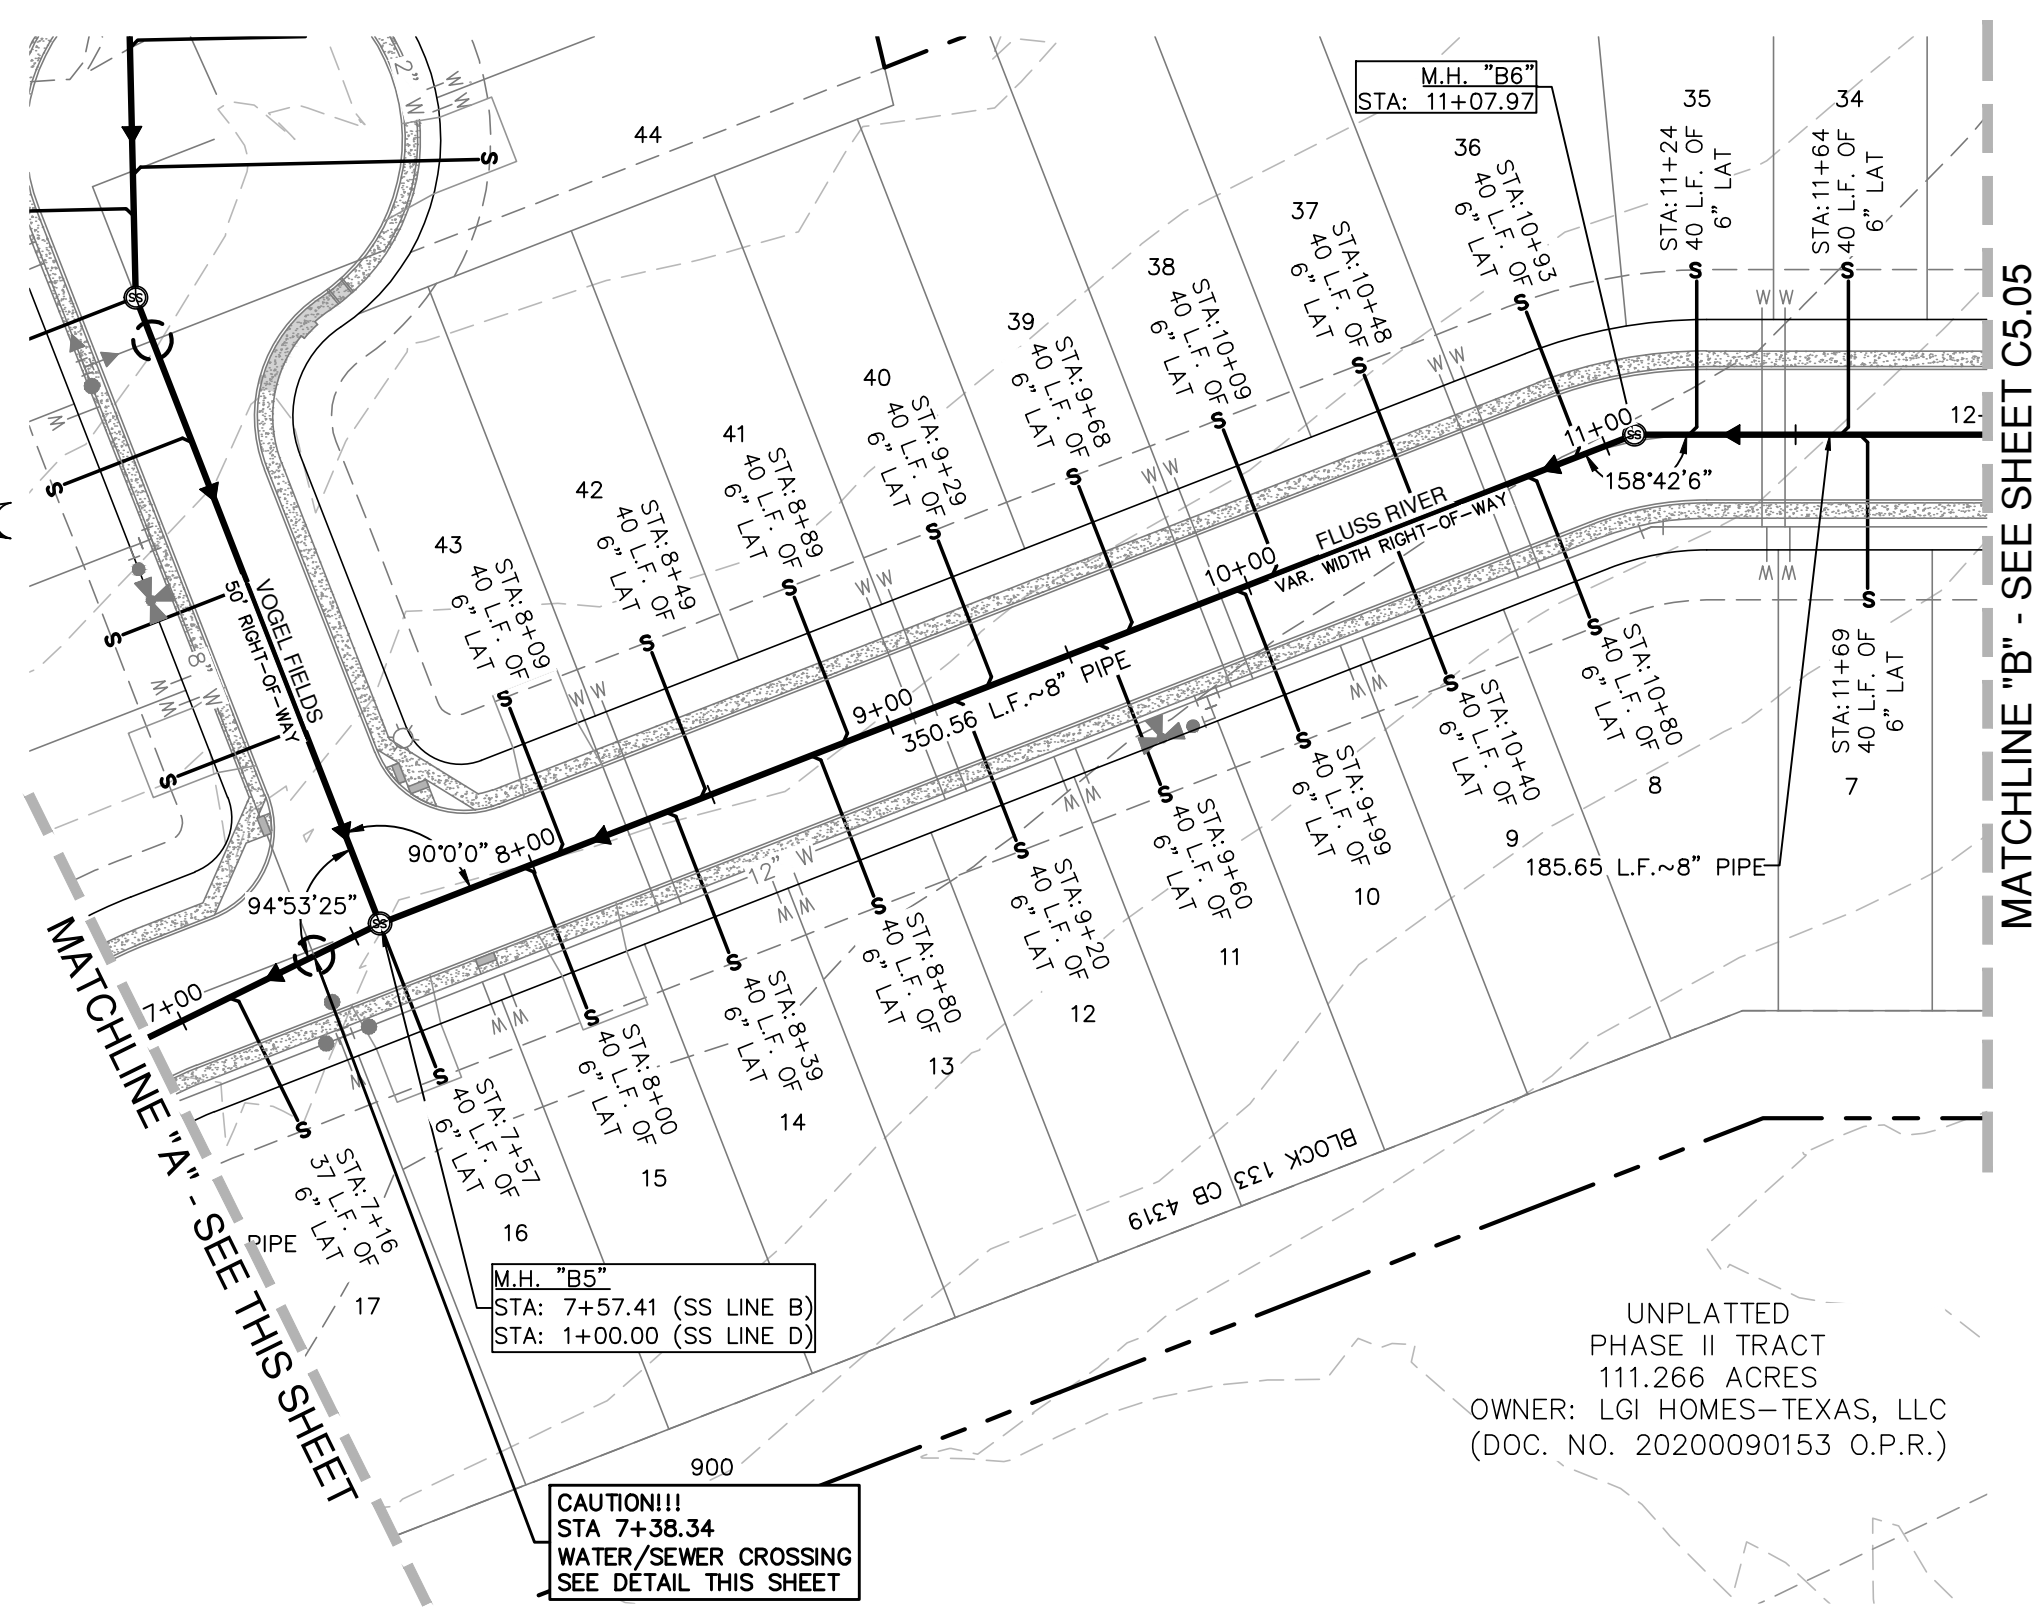 2"
W
W
W
44
M.H. "B6"
STA: 11+07.97
35
STA:11+24
40 L.F. OF
6" LAT
34
STA:11+64
40 L.F. OF
6" LAT
36
STA:10+93
40 L.F. OF
6" LAT
37
STA:10+48
40 L.F. OF
6" LAT
38
STA:10+09
40 L.F. OF
6" LAT
39
STA:9+68
40 L.F. OF
6" LAT
40
STA:9+29
40 L.F. OF
6" LAT
41
STA:8+89
40 L.F. OF
6" LAT
42
STA:8+49
40 L.F. OF
6" LAT
43
STA:8+09
40 L.F. OF
6" LAT
SS
S
VOGEL FIELDS
50' RIGHT-OF-WAY
8" W
11+00
SS
12-
158°42'6"
FLUSS RIVER
VAR. WIDTH RIGHT-OF-WAY
10+00
9+00
350.56 L.F.~8" PIPE
8+00
12" W
90°0'0"
94°53'25"
SS
7+00
STA:11+69
40 L.F. OF
6" LAT
7
STA:10+80
40 L.F. OF
6" LAT
8
STA:10+40
40 L.F. OF
6" LAT
9
185.65 L.F.~8" PIPE
STA:9+99
40 L.F. OF
6" LAT
10
STA:9+60
40 L.F. OF
6" LAT
11
STA:9+20
40 L.F. OF
6" LAT
12
STA:8+80
40 L.F. OF
6" LAT
13
STA:8+39
40 L.F. OF
6" LAT
14
STA:8+00
40 L.F. OF
6" LAT
15
STA:7+57
40 L.F. OF
6" LAT
16
STA:7+16
37 L.F. OF
6" LAT
17
PIPE
BLOCK 133 CB 4319
M.H. "B5"
STA: 7+57.41 (SS LINE B)
STA: 1+00.00 (SS LINE D)
900
CAUTION!!!
STA 7+38.34
WATER/SEWER CROSSING
SEE DETAIL THIS SHEET
UNPLATTED
PHASE II TRACT
111.266 ACRES
OWNER: LGI HOMES-TEXAS, LLC
(DOC. NO. 20200090153 O.P.R.)
MATCHLINE "A" - SEE THIS SHEET
MATCHLINE "B" - SEE SHEET C5.05